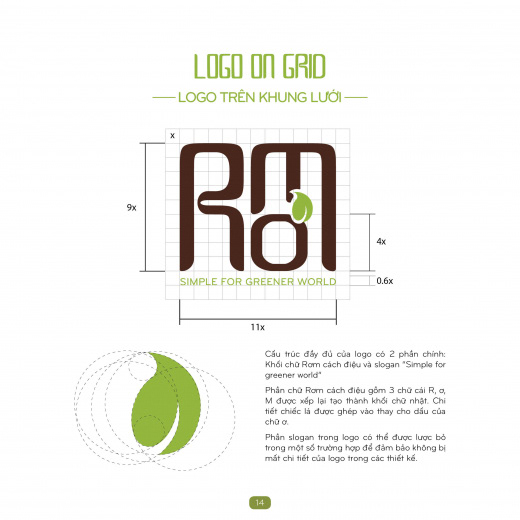 LOGO ON GRID
LOGO TRÊN KHUNG LƯỚI
x
RơM
9x
4x
SIMPLE FOR GREENER WORLD
0.6x
11x
Cấu trúc đầy đủ của logo có 2 phần chính:
Khối chữ Rơm cách điệu và slogan "Simple for
greener world"
Phần chữ Rơm cách điệu gồm 3 chữ cái R, ơ,
M được xếp lại tạo thành khối chữ nhật. Chi
tiết chiếc lá được ghép vào thay cho dấu của
chữ ơ.
Phần slogan trong logo có thể được lược bỏ
trong một số trường hợp để đảm bảo không bị
mất chi tiết của logo trong các thiết kế.
14